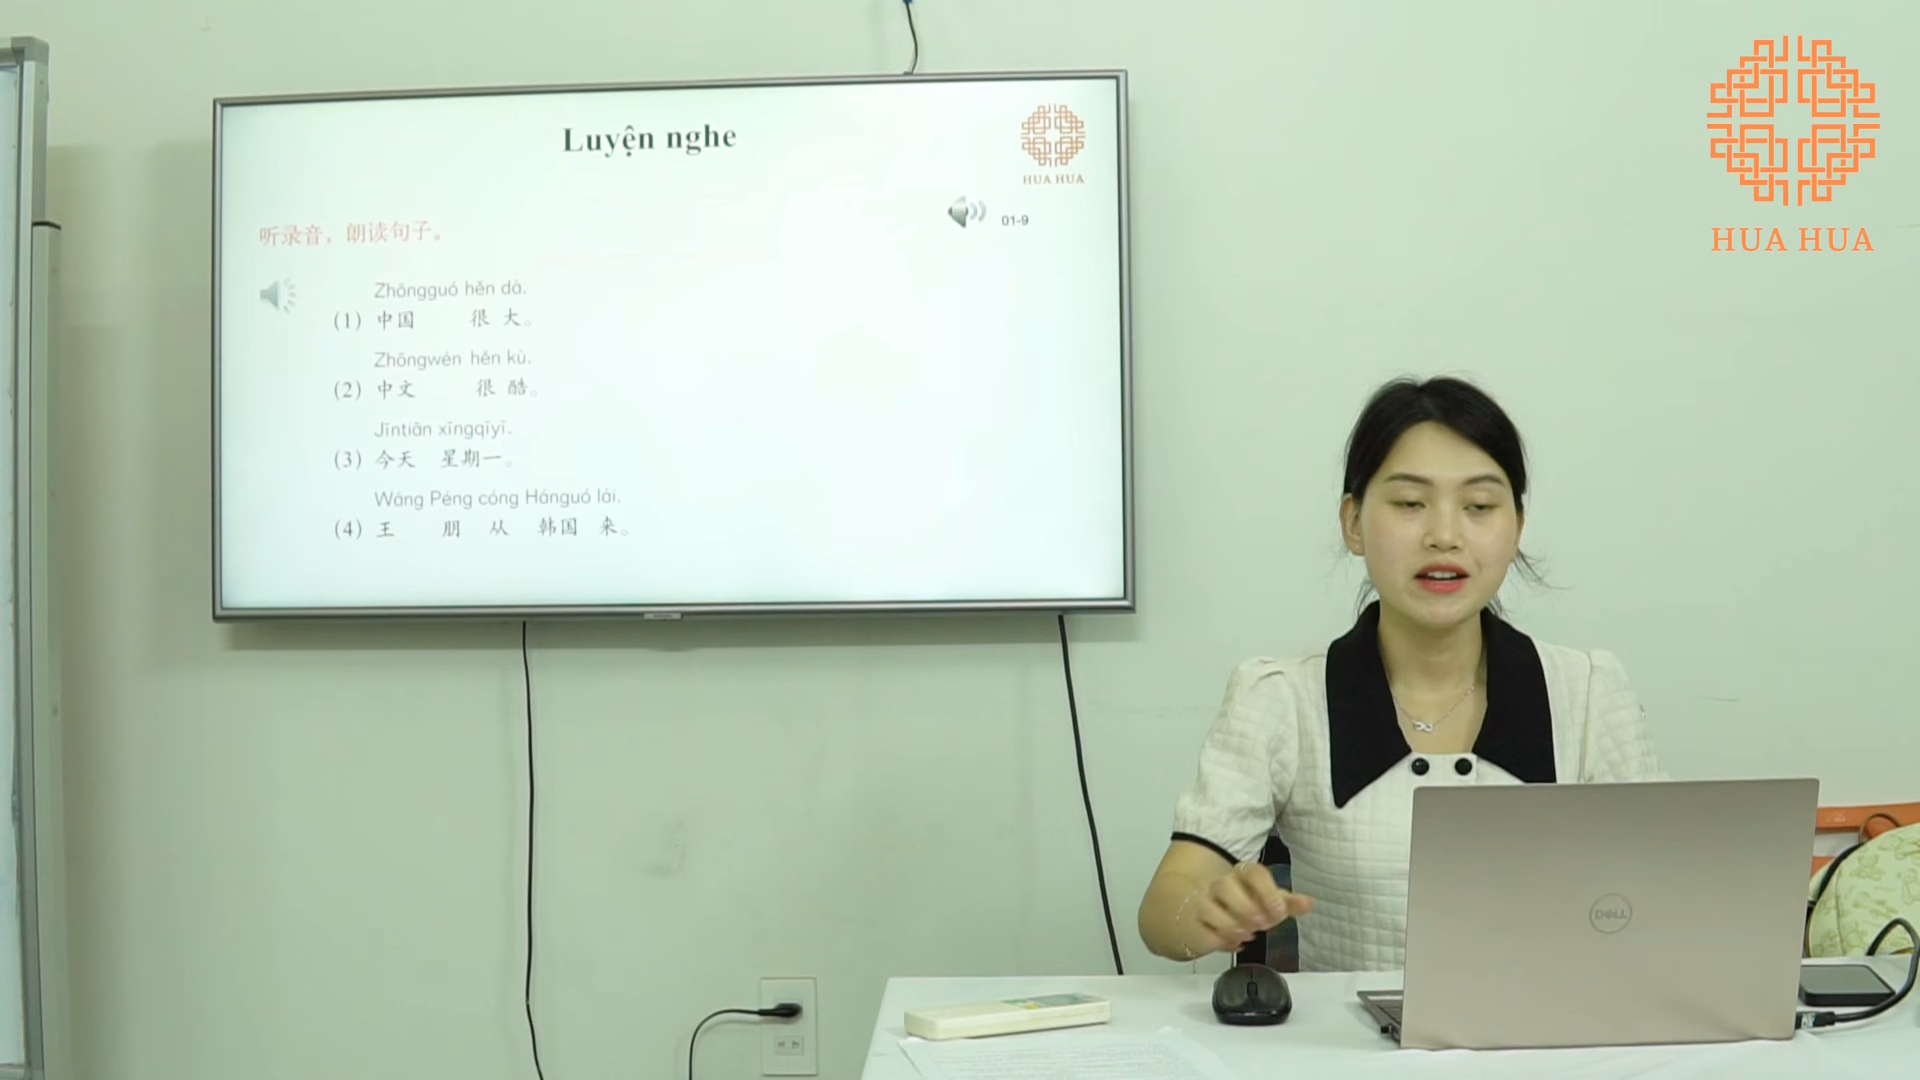 Luyện nghe
HUA HUA
01-9
听录音，朗读句子。
Zhōngguó hěn dà.
(1) 中国 很 大。
Zhōngwén hěn kù.
(2) 中文 很 酷。
Jīntiān xīngqīyī.
(3) 今天 星期一。
Wáng Péng cóng Hánguó lái.
(4) 王 朋 从 韩国 来。
HUA HUA
DELL